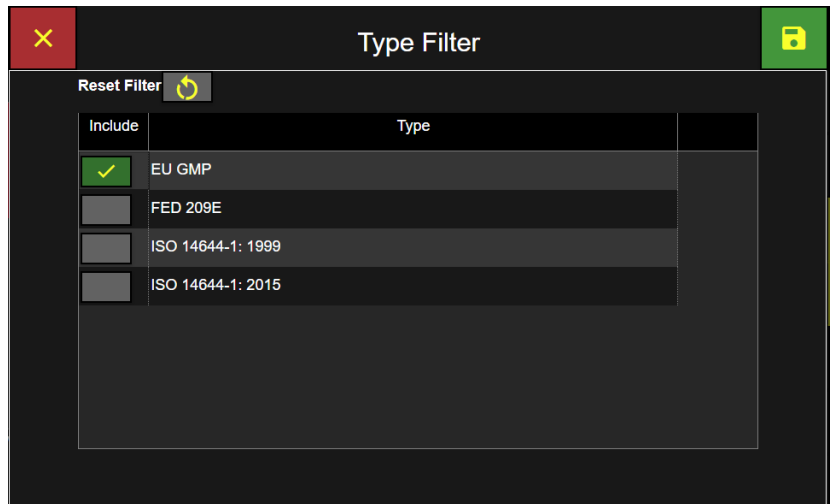 Type Filter
Reset Filter
Include Type
EU GMP
FED 209E
ISO 14644-1: 1999
ISO 14644-1: 2015